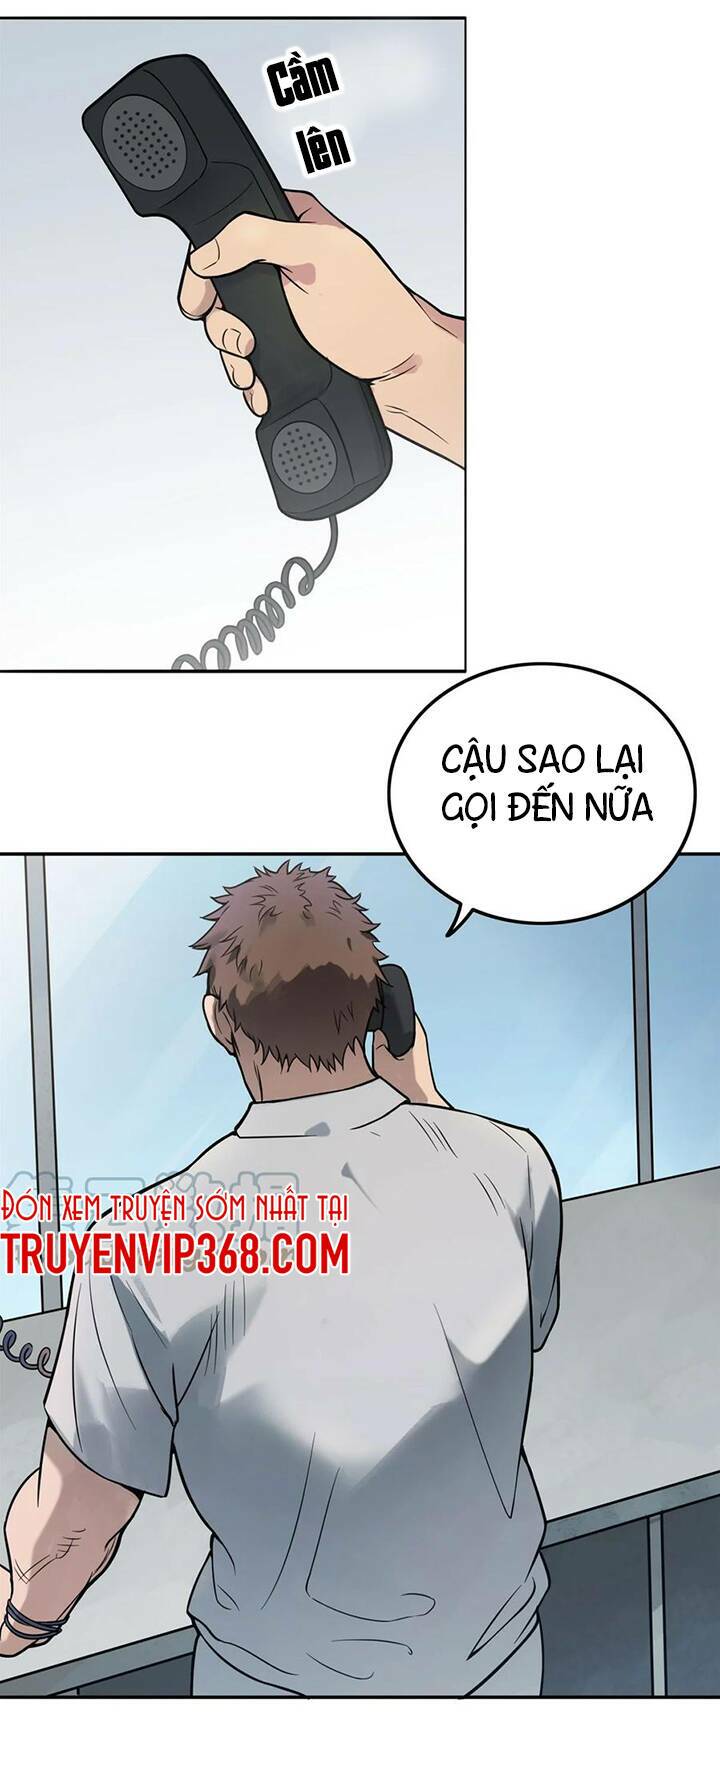 Cầm
lên
CẬU SAO LẠI
GỌI ĐẾN NỮA
ĐÓN XEM TRUYỆN SỚM NHẤT TẠI
TRUYENVIP368.COM